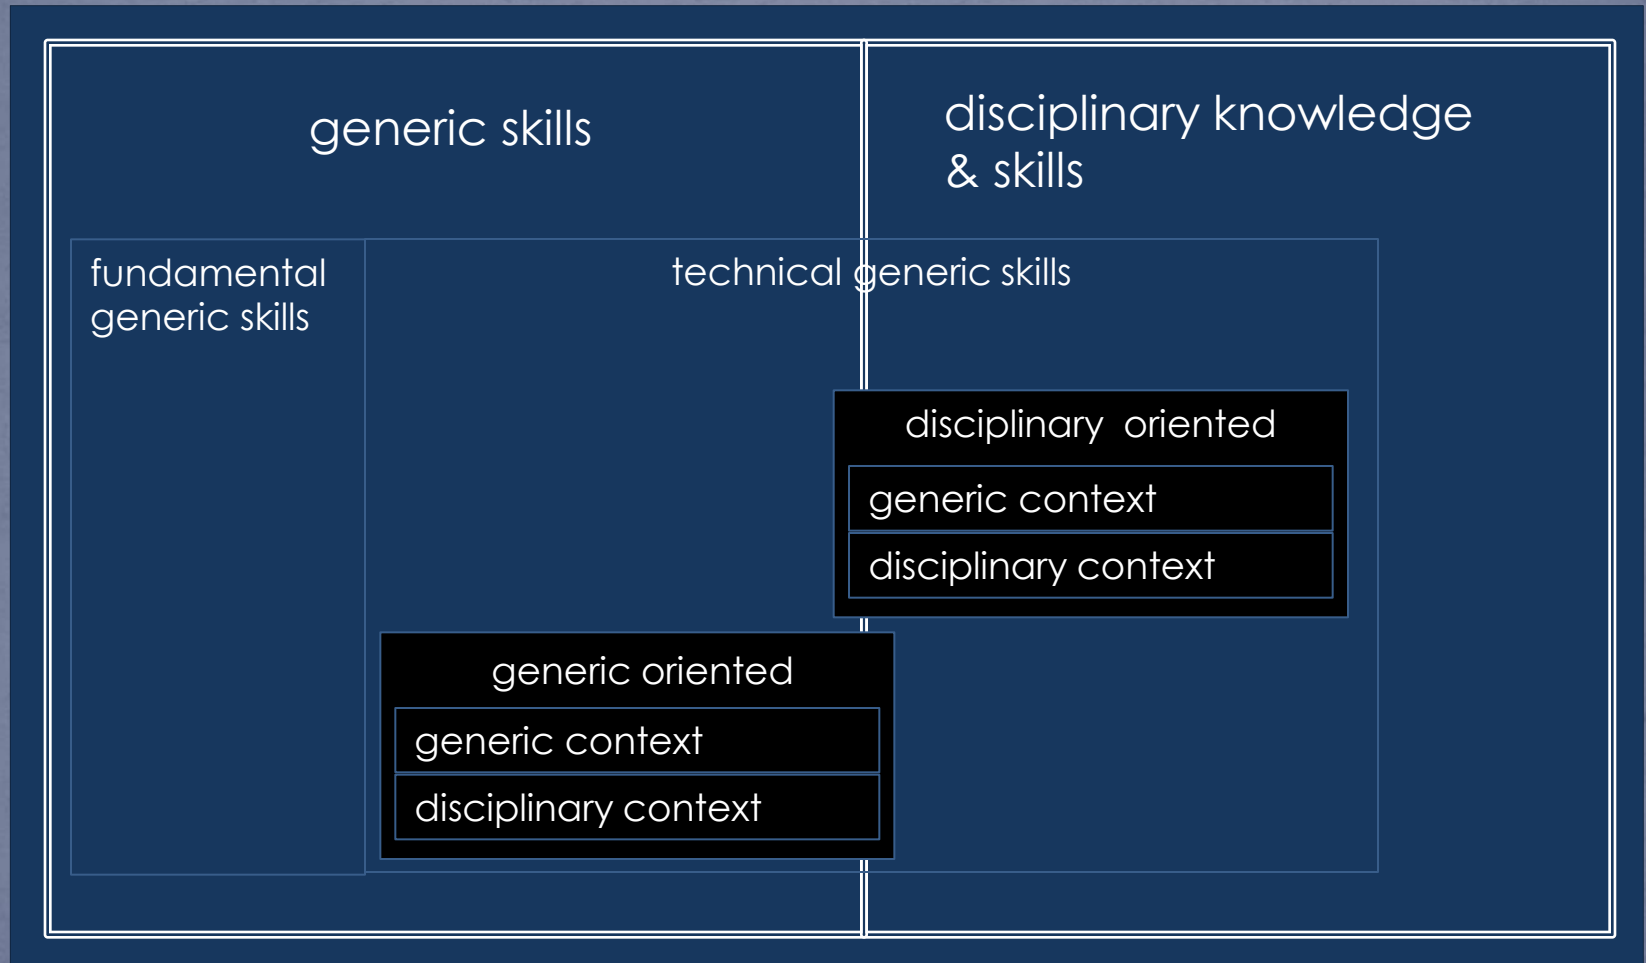 generic skills
disciplinary knowledge
& skills
fundamental
generic skills
technical generic skills
disciplinary  oriented
generic context
disciplinary context
generic oriented
generic context
disciplinary context